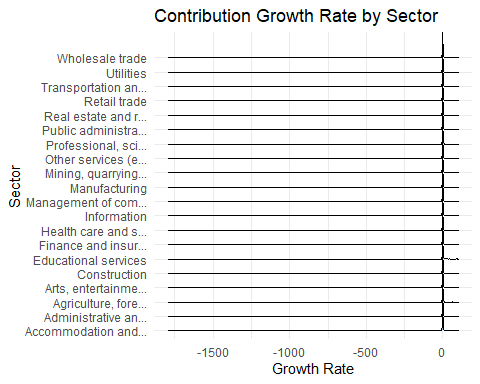 Contribution Growth Rate by Sector
Wholesale trade
Utilities
Transportation an...
Retail trade
Real estate and r...
Public administra...
Professional, sci...
Other services (e...
Mining, quarrying...
Manufacturing
Management of com...
Information
Health care and s...
Finance and insur...
Educational services
Construction
Arts, entertainme...
Agriculture, fore...
Administrative an...
Accommodation and...
Sector
-1500 -1000 -500 0
Growth Rate